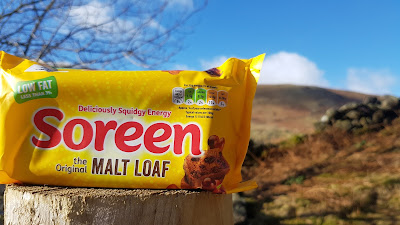 LOW FAT
Deliciously Squidgy Energy
Soreen
the
Original MALT LOAF